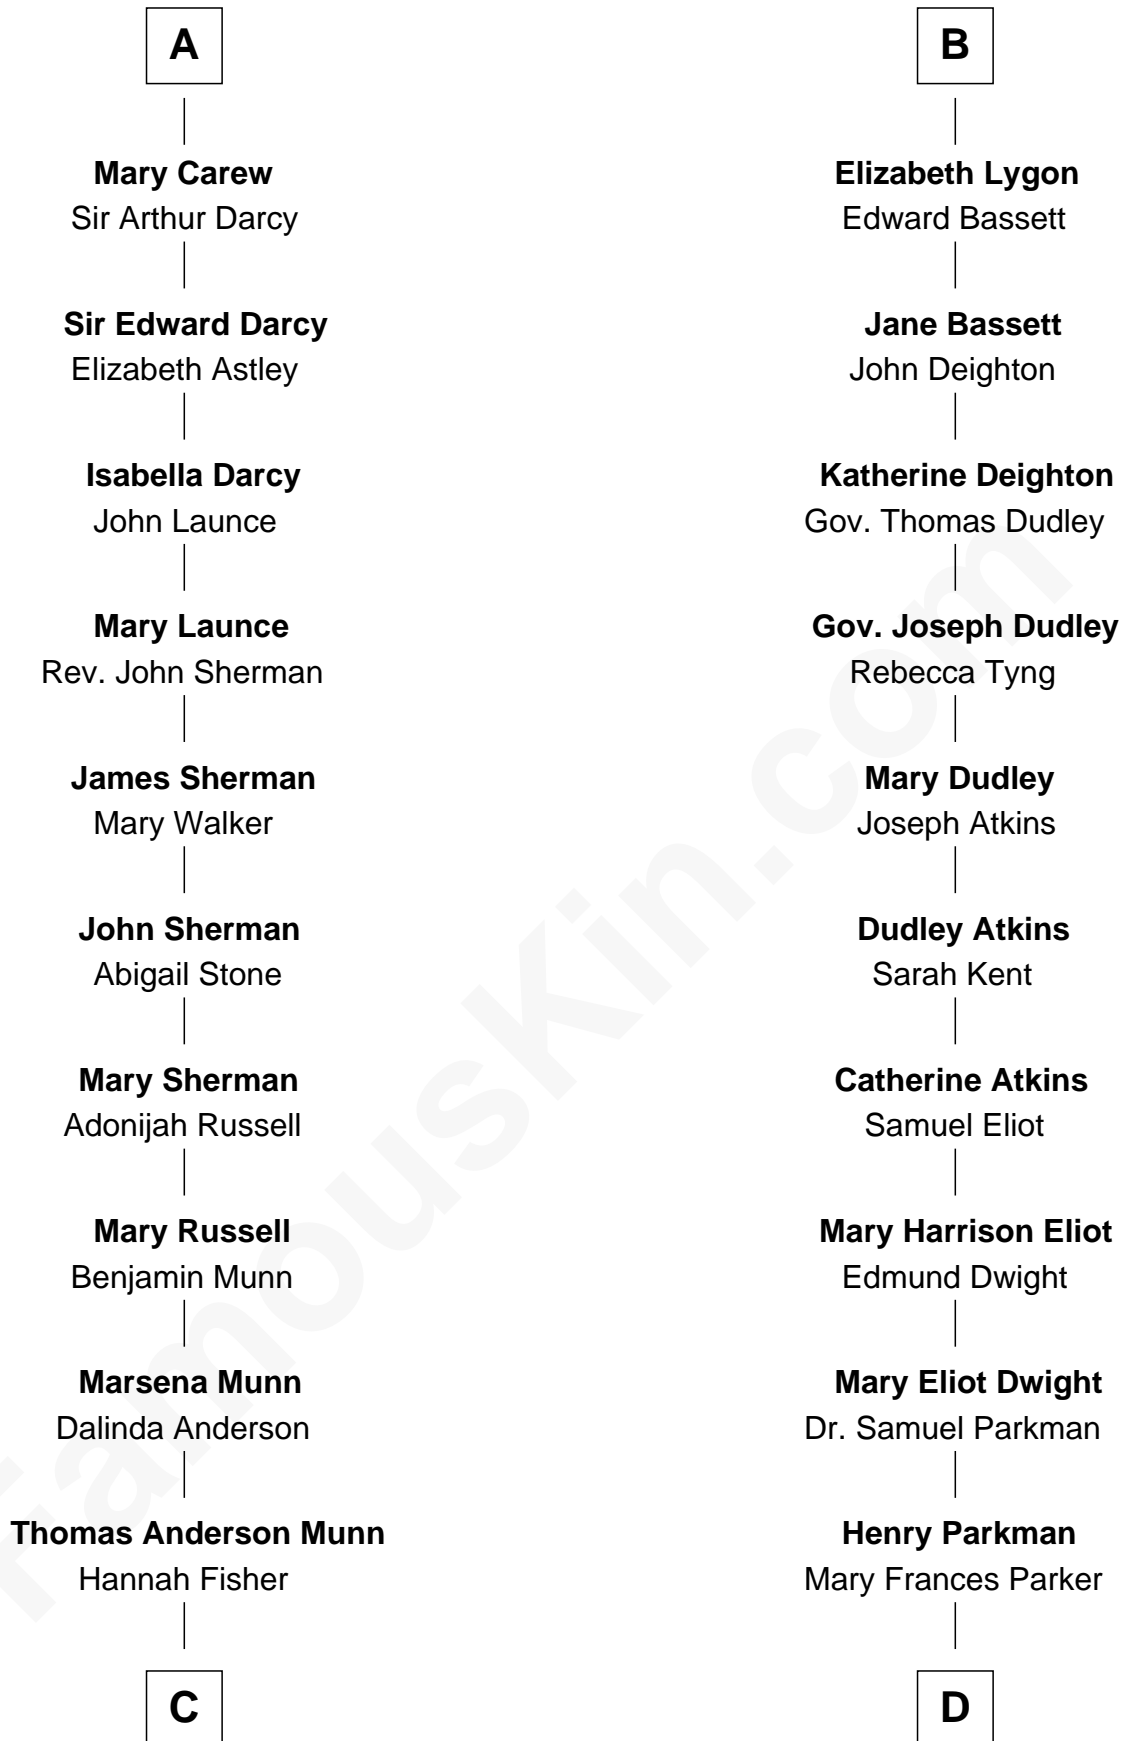 A
Mary Carew
Sir Arthur Darcy
Sir Edward Darcy
Elizabeth Astley
Isabella Darcy
John Launce
Mary Launce
Rev. John Sherman
James Sherman
Mary Walker
John Sherman
Abigail Stone
Mary Sherman
Adonijah Russell
Mary Russell
Benjamin Munn
Marsena Munn
Dalinda Anderson
Thomas Anderson Munn
Hannah Fisher
C
B
Elizabeth Lygon
Edward Bassett
Jane Bassett
John Deighton
Katherine Deighton
Gov. Thomas Dudley
Gov. Joseph Dudley
Rebecca Tyng
Mary Dudley
Joseph Atkins
Dudley Atkins
Sarah Kent
Catherine Atkins
Samuel Eliot
Mary Harrison Eliot
Edmund Dwight
Mary Eliot Dwight
Dr. Samuel Parkman
Henry Parkman
Mary Frances Parker
D
FamousKin.com